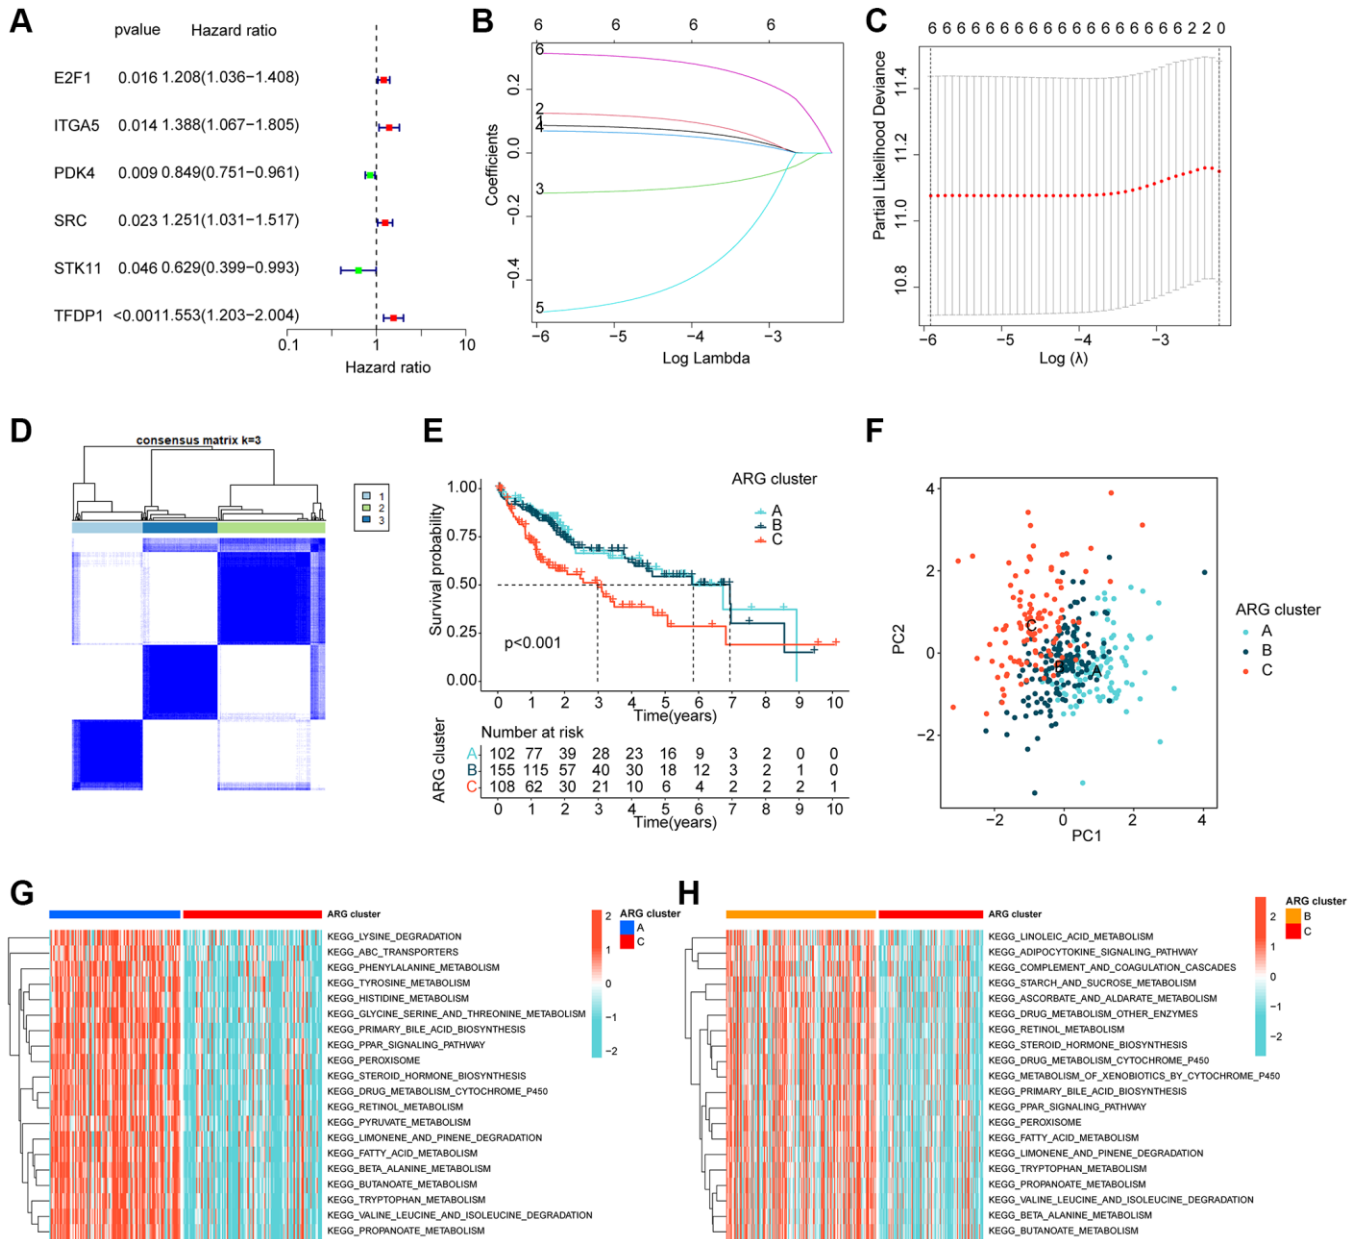 A
pvalue Hazard ratio
E2F1 0.016 1.208(1.036−1.408)
ITGA5 0.014 1.388(1.067−1.805)
PDK4 0.009 0.849(0.751−0.961)
SRC 0.023 1.251(1.031−1.517)
STK11 0.046 0.629(0.399−0.993)
TFDP1 <0.001 1.553(1.203−2.004)
0.1 1 10
Hazard ratio
B
6 6 6 6
6
2
1
4
3
5
0.2
0.0
−0.2
−0.4
Coefficients
−6 −5 −4 −3
Log Lambda
C
6 6 6 6 6 6 6 6 6 6 6 6 6 6 6 6 6 2 2 0
11.4
11.2
11.0
10.8
Partial Likelihood Deviance
−6 −5 −4 −3
Log (λ)
D
consensus matrix k=3
1
2
3
E
ARG cluster
A
B
C
1.00
0.75
0.50
0.25
0.00
Survival probability
p<0.001
0 1 2 3 4 5 6 7 8 9 10
Time(years)
Number at risk
ARG cluster
A 102 77 39 28 23 16 9 3 2 0 0
B 155 115 57 40 30 18 12 3 2 1 0
C 108 62 30 21 10 6 4 2 2 2 1
0 1 2 3 4 5 6 7 8 9 10
Time(years)
F
4
2
0
−2
PC2
C
B
A
−2 0 2 4
PC1
ARG cluster
A
B
C
G
ARG cluster
KEGG_LYSINE_DEGRADATION
KEGG_ABC_TRANSPORTERS
KEGG_PHENYLALANINE_METABOLISM
KEGG_TYROSINE_METABOLISM
KEGG_HISTIDINE_METABOLISM
KEGG_GLYCINE_SERINE_AND_THREONINE_METABOLISM
KEGG_PRIMARY_BILE_ACID_BIOSYNTHESIS
KEGG_PPAR_SIGNALING_PATHWAY
KEGG_PEROXISOME
KEGG_STEROID_HORMONE_BIOSYNTHESIS
KEGG_DRUG_METABOLISM_CYTOCHROME_P450
KEGG_RETINOL_METABOLISM
KEGG_PYRUVATE_METABOLISM
KEGG_LIMONENE_AND_PINENE_DEGRADATION
KEGG_FATTY_ACID_METABOLISM
KEGG_BETA_ALANINE_METABOLISM
KEGG_BUTANOATE_METABOLISM
KEGG_TRYPTOPHAN_METABOLISM
KEGG_VALINE_LEUCINE_AND_ISOLEUCINE_DEGRADATION
KEGG_PROPANOATE_METABOLISM
2
1
0
−1
−2
ARG cluster
A
C
H
ARG cluster
KEGG_LINOLEIC_ACID_METABOLISM
KEGG_ADIPOCYTOKINE_SIGNALING_PATHWAY
KEGG_COMPLEMENT_AND_COAGULATION_CASCADES
KEGG_STARCH_AND_SUCROSE_METABOLISM
KEGG_ASCORBATE_AND_ALDARATE_METABOLISM
KEGG_DRUG_METABOLISM_OTHER_ENZYMES
KEGG_RETINOL_METABOLISM
KEGG_STEROID_HORMONE_BIOSYNTHESIS
KEGG_DRUG_METABOLISM_CYTOCHROME_P450
KEGG_METABOLISM_OF_XENOBIOTICS_BY_CYTOCHROME_P450
KEGG_PRIMARY_BILE_ACID_BIOSYNTHESIS
KEGG_PPAR_SIGNALING_PATHWAY
KEGG_PEROXISOME
KEGG_FATTY_ACID_METABOLISM
KEGG_LIMONENE_AND_PINENE_DEGRADATION
KEGG_TRYPTOPHAN_METABOLISM
KEGG_PROPANOATE_METABOLISM
KEGG_VALINE_LEUCINE_AND_ISOLEUCINE_DEGRADATION
KEGG_BETA_ALANINE_METABOLISM
KEGG_BUTANOATE_METABOLISM
2
1
0
−1
−2
ARG cluster
B
C